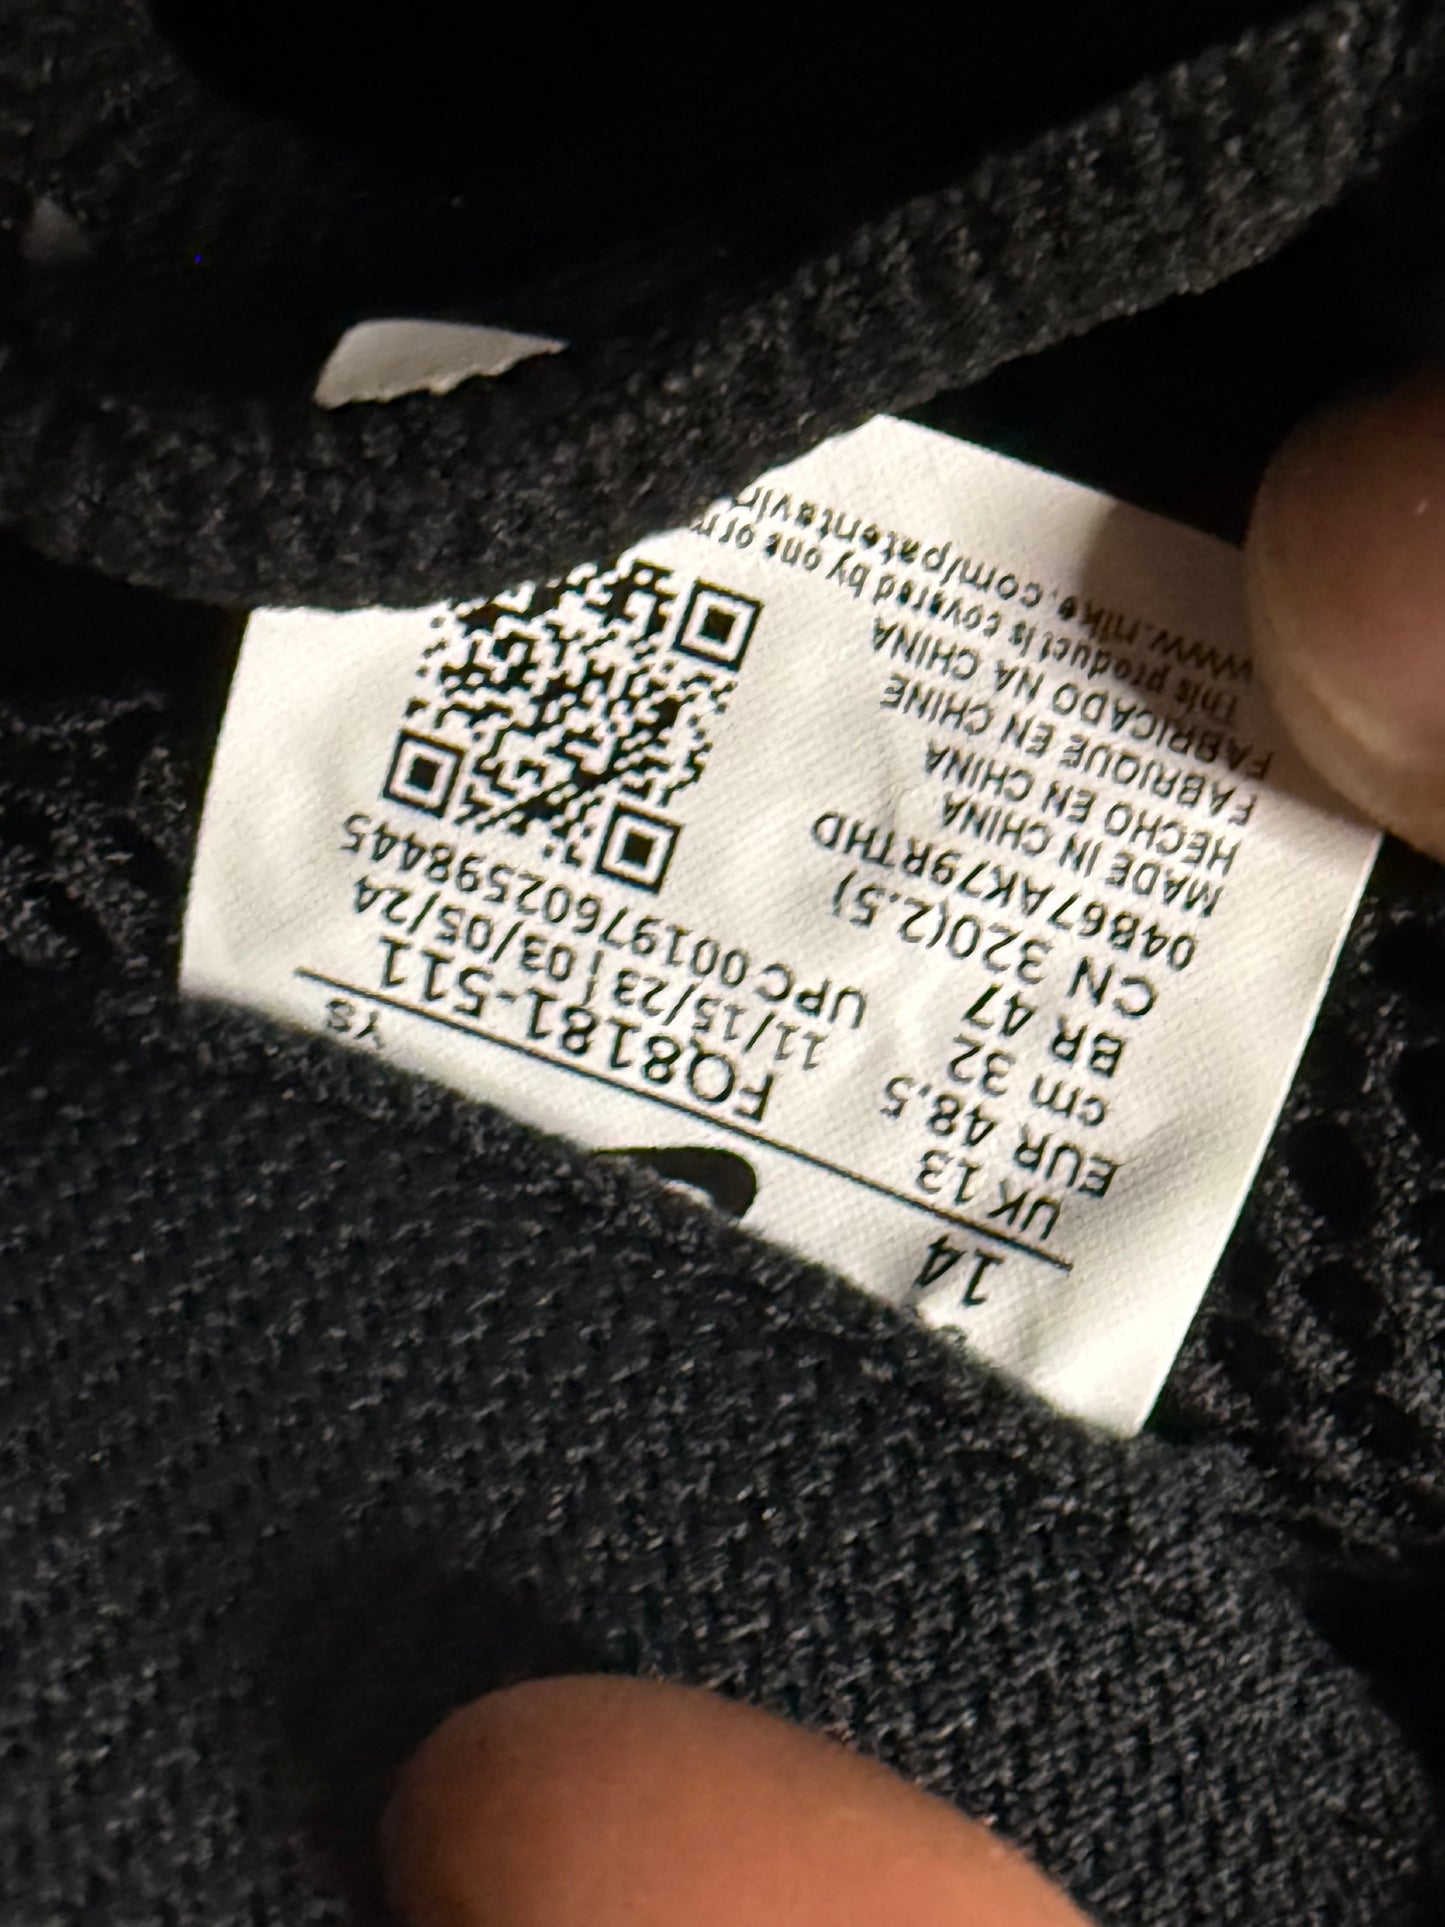 14
UK 13
EUR 48.5
cm 32
BR 47
CN 320(2.5)
04B67AK79RTHD
MADE IN CHINA
HECHO EN CHINA
FABRIQUE EN CHINE
FABRICADO NA CHINA
This product is covered by one or
www.nike.com/patents
YS
FQ8181-511
11/15/23 | 03/05/24
UPC 00197602598445